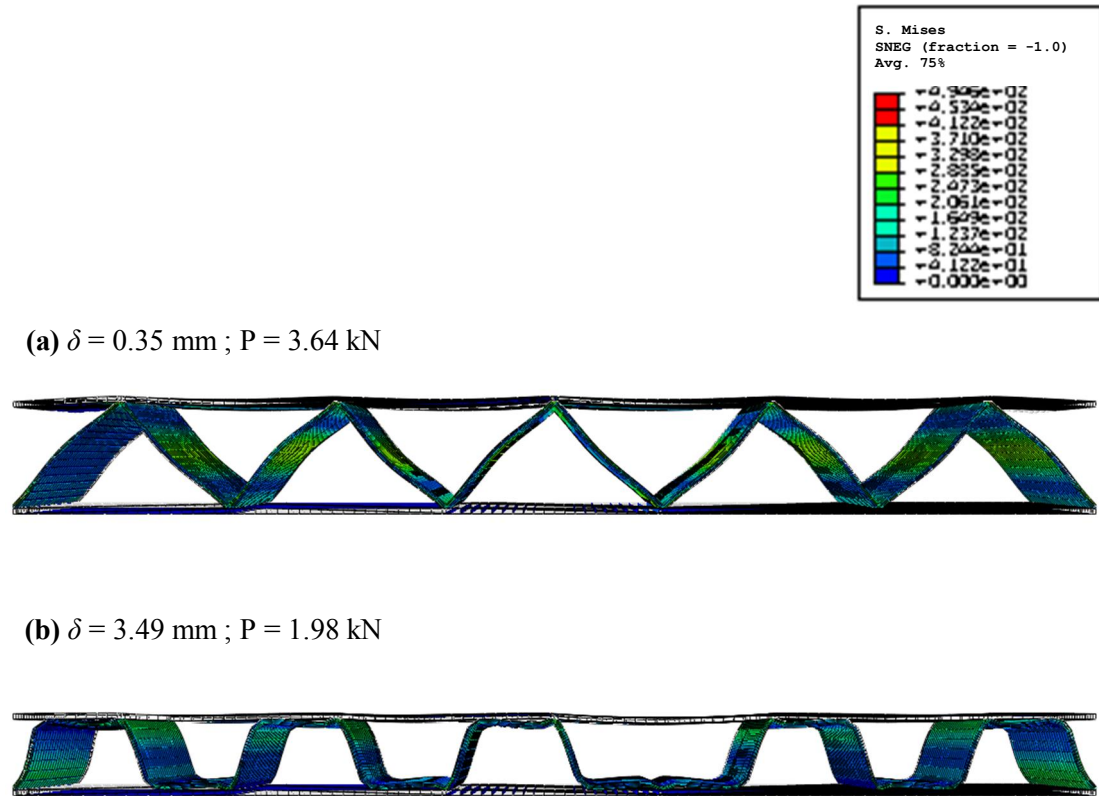 S. Mises
SNEG (fraction = -1.0)
Avg. 75%
+4.534e+02
+4.122e+02
+3.710e+02
+3.298e+02
+2.885e+02
+2.473e+02
+2.061e+02
+1.649e+02
+1.237e+02
+8.244e+01
+4.122e+01
+0.000e+00
(a) δ = 0.35 mm ; P = 3.64 kN
(b) δ = 3.49 mm ; P = 1.98 kN